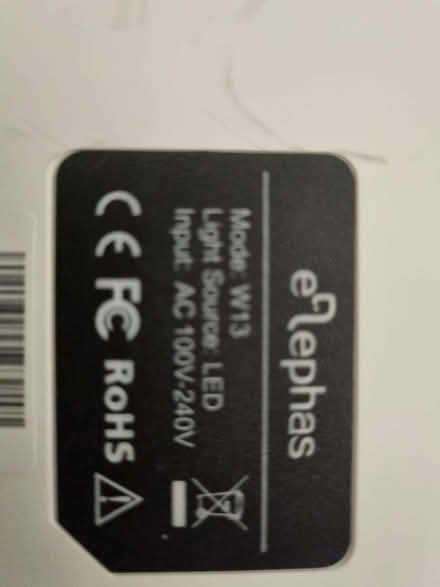 elephas
Mode: W13
Light Source: LED
Input: AC 100V-240V
CE FC RoHS